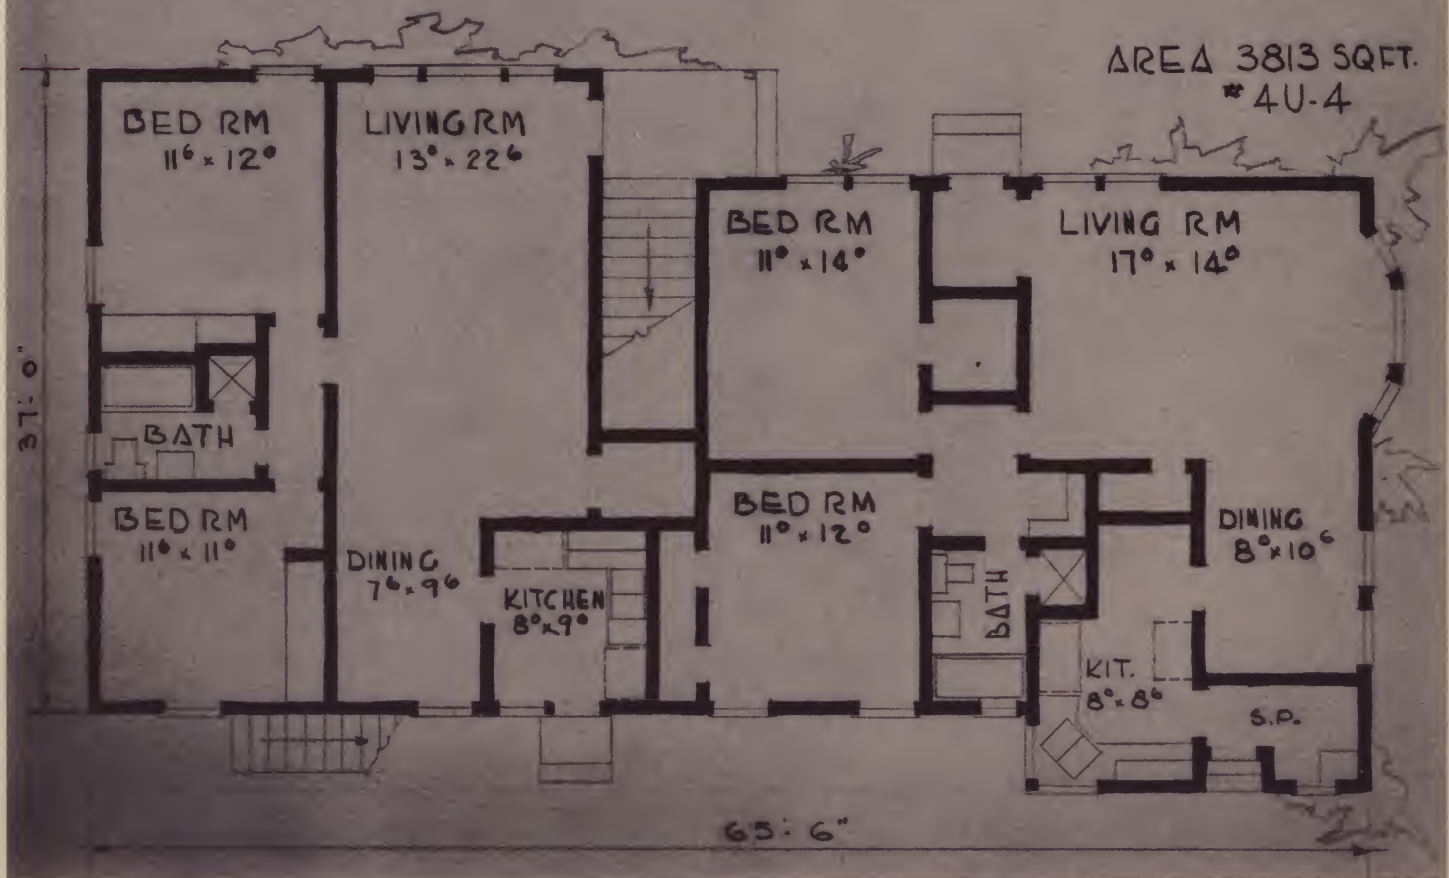 AREA 3813 SQ FT.
# 4U-4
BED RM
11⁶ x 12⁰
LIVING RM
13⁰ x 22⁶
BED RM
11⁰ x 14⁰
LIVING RM
17⁰ x 14⁰
37:0"
BATH
BED RM
11⁶ x 11⁰
DINING
7⁶ x 9⁶
KITCHEN
8⁰ x 9⁰
BED RM
11⁰ x 12⁰
BATH
DINING
8⁰ x 10⁶
KIT.
8⁰ x 8⁶
S.P.
65:6"